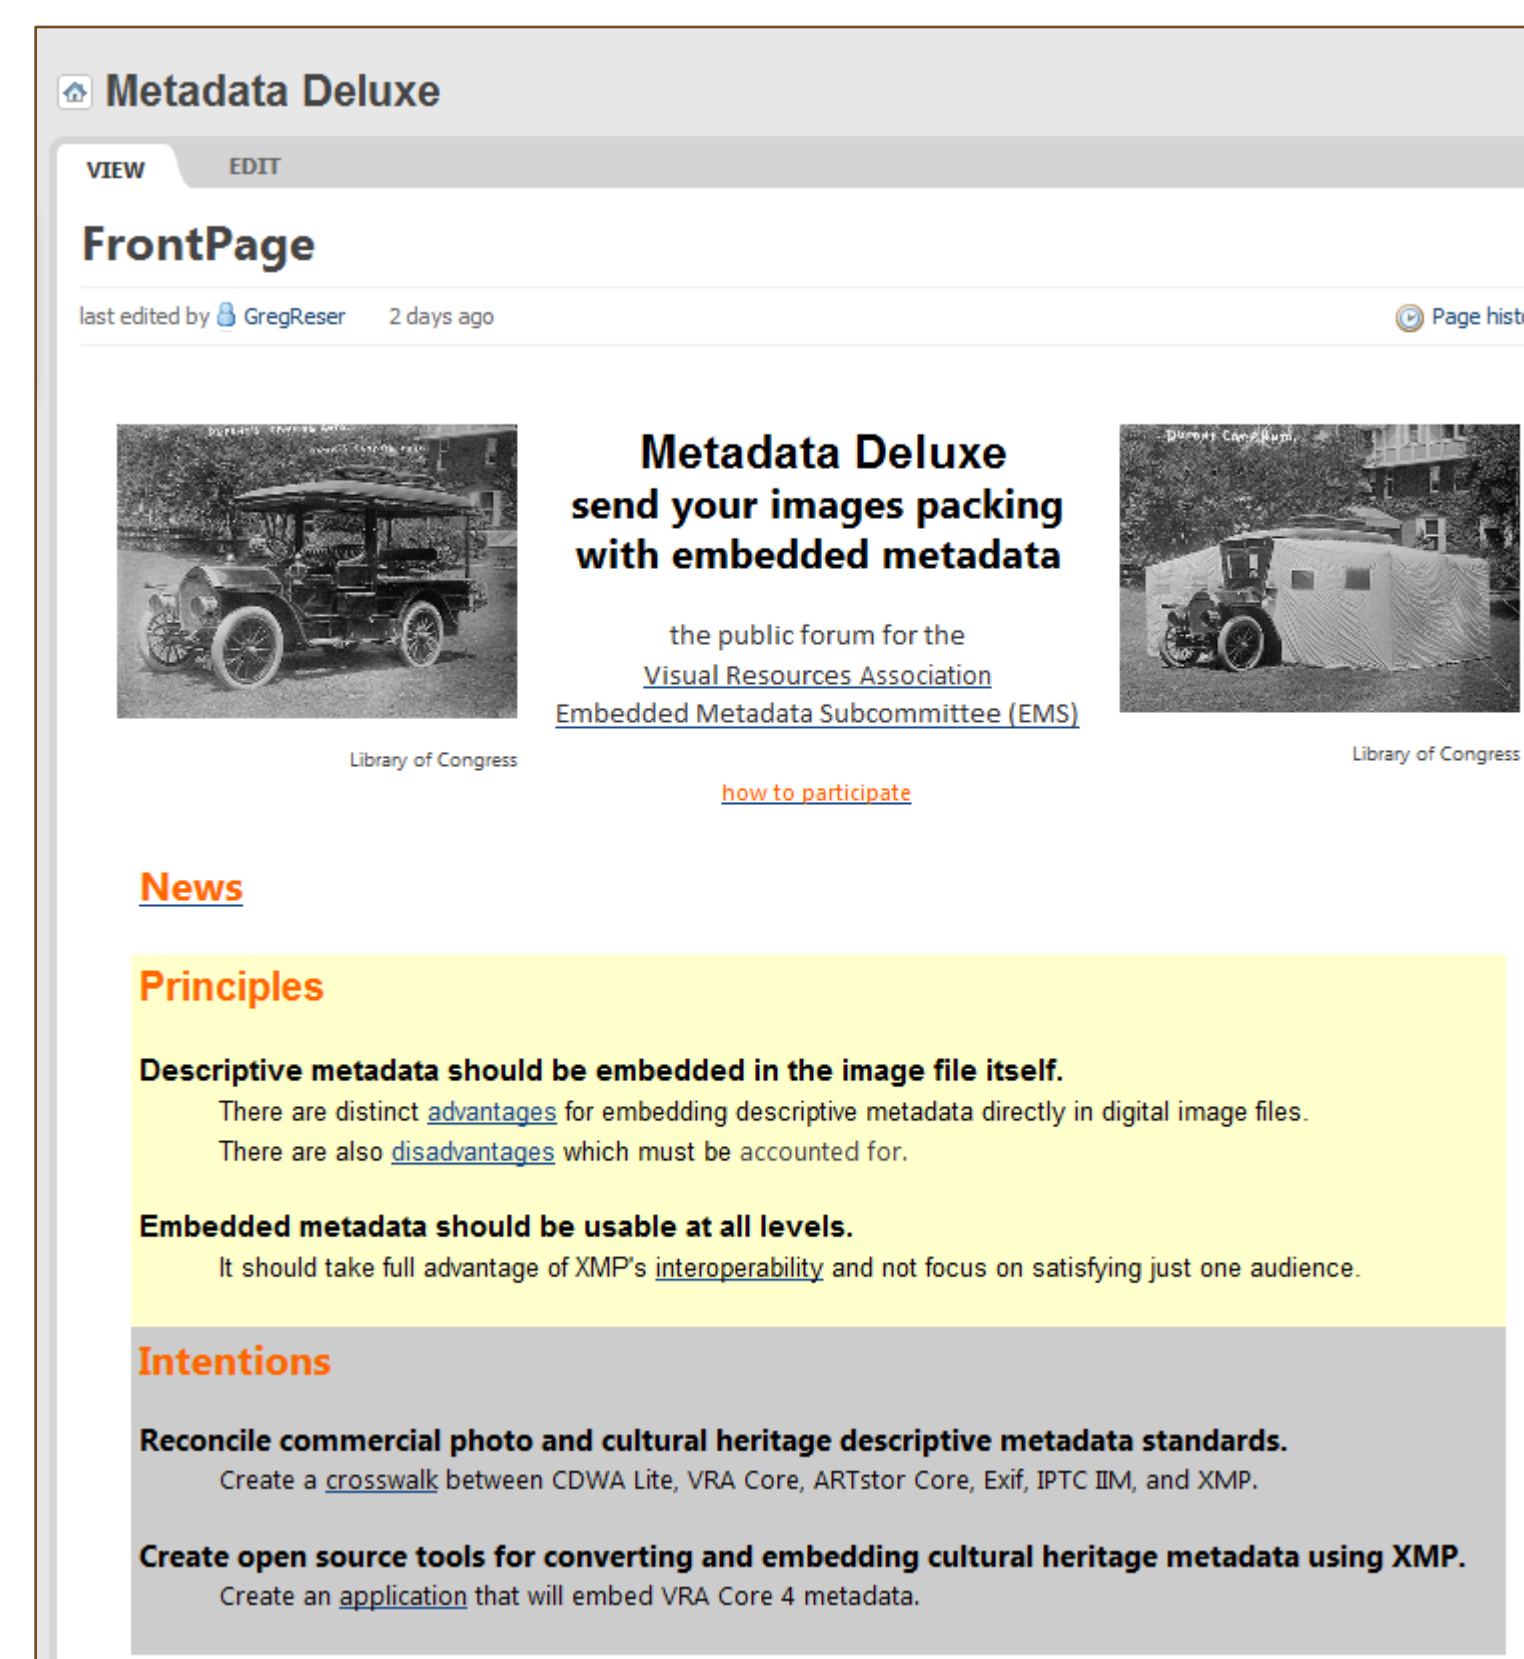 Metadata Deluxe
VIEW EDIT
FrontPage
last edited by GregReser 2 days ago Page hist
DUPONT'S CAMPING AUTO.
DUPONT CAMP AUTO.
Metadata Deluxe
send your images packing
with embedded metadata
the public forum for the
Visual Resources Association
Embedded Metadata Subcommittee (EMS)
Library of Congress
Library of Congress
how to participate
News
Principles
Descriptive metadata should be embedded in the image file itself.
There are distinct advantages for embedding descriptive metadata directly in digital image files.
There are also disadvantages which must be accounted for.
Embedded metadata should be usable at all levels.
It should take full advantage of XMP's interoperability and not focus on satisfying just one audience.
Intentions
Reconcile commercial photo and cultural heritage descriptive metadata standards.
Create a crosswalk between CDWA Lite, VRA Core, ARTstor Core, Exif, IPTC IIM, and XMP.
Create open source tools for converting and embedding cultural heritage metadata using XMP.
Create an application that will embed VRA Core 4 metadata.